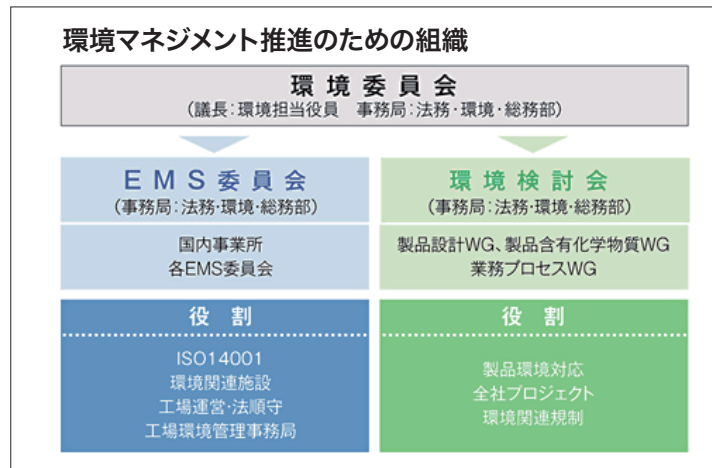 環境マネジメント推進のための組織
環境委員会
(議長:環境担当役員 事務局:法務・環境・総務部)
EMS委員会
(事務局:法務・環境・総務部)
国内事業所
各EMS委員会
役割
ISO14001
環境関連施設
工場運営・法順守
工場環境管理事務局
環境検討会
(事務局:法務・環境・総務部)
製品設計WG、製品含有化学物質WG
業務プロセスWG
役割
製品環境対応
全社プロジェクト
環境関連規制